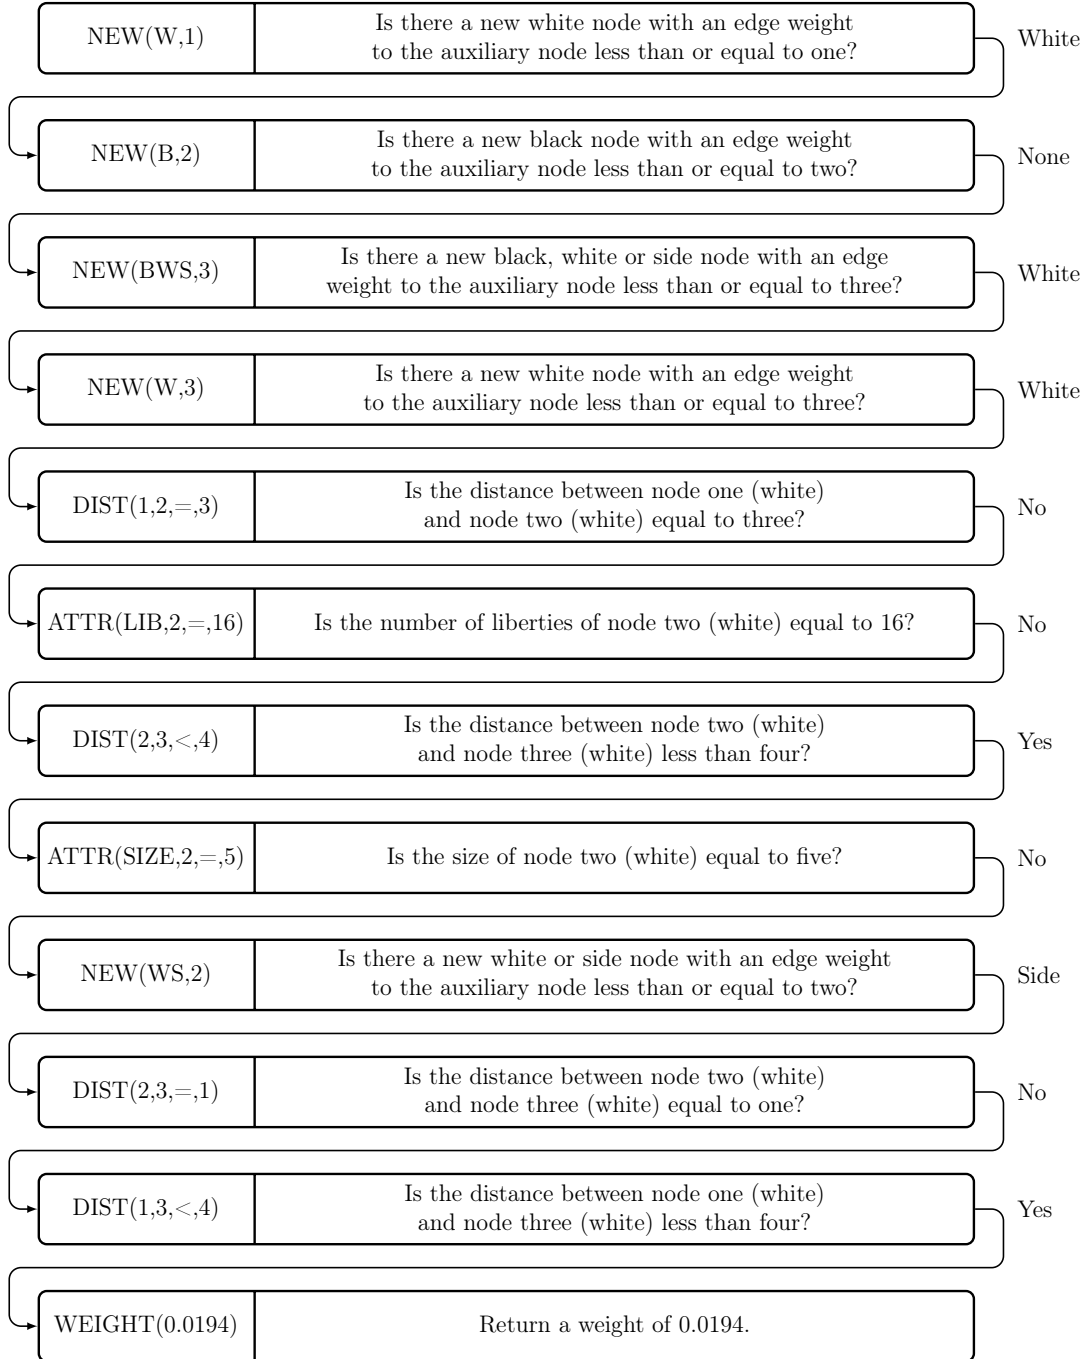 NEW(W,1)
Is there a new white node with an edge weight
to the auxiliary node less than or equal to one?
White
NEW(B,2)
Is there a new black node with an edge weight
to the auxiliary node less than or equal to two?
None
NEW(BWS,3)
Is there a new black, white or side node with an edge
weight to the auxiliary node less than or equal to three?
White
NEW(W,3)
Is there a new white node with an edge weight
to the auxiliary node less than or equal to three?
White
DIST(1,2,=,3)
Is the distance between node one (white)
and node two (white) equal to three?
No
ATTR(LIB,2,=,16)
Is the number of liberties of node two (white) equal to 16?
No
DIST(2,3,<,4)
Is the distance between node two (white)
and node three (white) less than four?
Yes
ATTR(SIZE,2,=,5)
Is the size of node two (white) equal to five?
No
NEW(WS,2)
Is there a new white or side node with an edge weight
to the auxiliary node less than or equal to two?
Side
DIST(2,3,=,1)
Is the distance between node two (white)
and node three (white) equal to one?
No
DIST(1,3,<,4)
Is the distance between node one (white)
and node three (white) less than four?
Yes
WEIGHT(0.0194)
Return a weight of 0.0194.